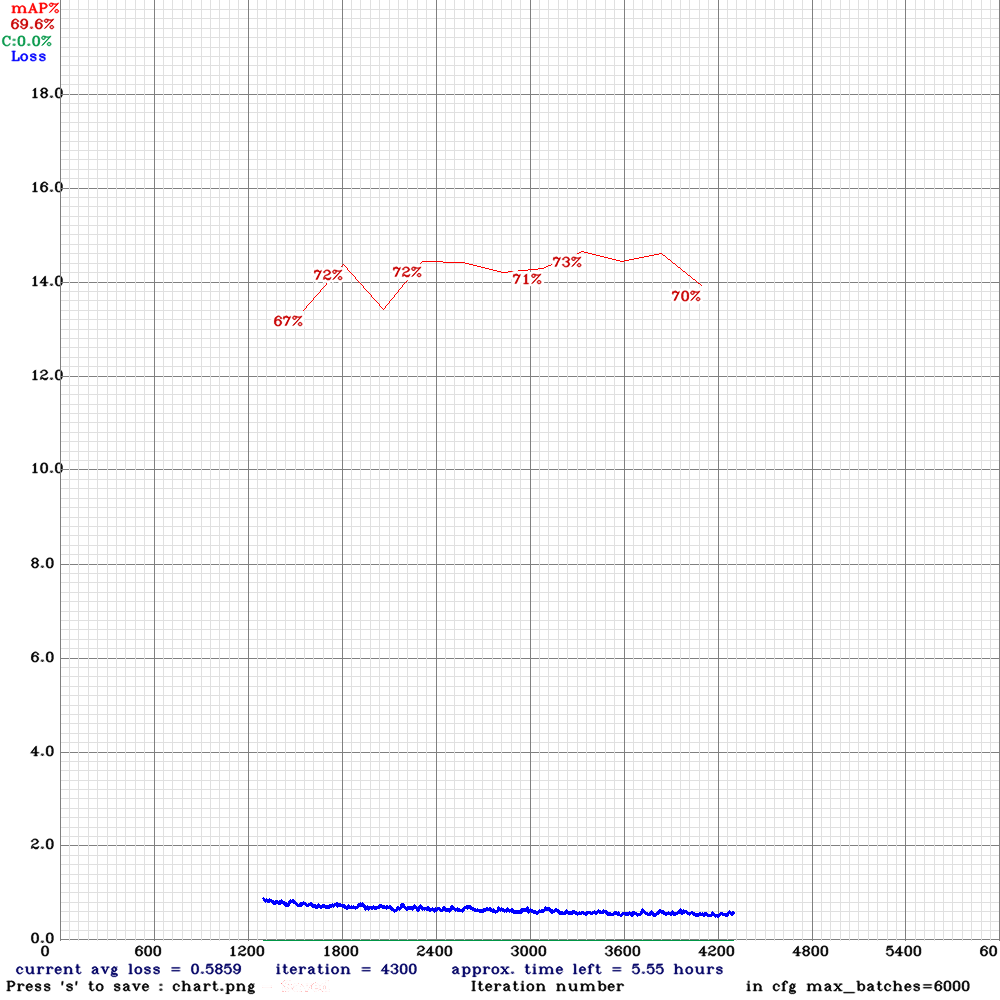 mAP%
69.6%
C:0.0%
Loss
18.0
16.0
14.0
12.0
10.0
8.0
6.0
4.0
2.0
0.0
72%
72%
67%
71%
73%
70%
0 600 1200 1800 2400 3000 3600 4200 4800 5400 60
current avg loss = 0.5859 iteration = 4300 approx. time left = 5.55 hours
Press 's' to save : chart.png Iteration number in cfg max_batches=6000